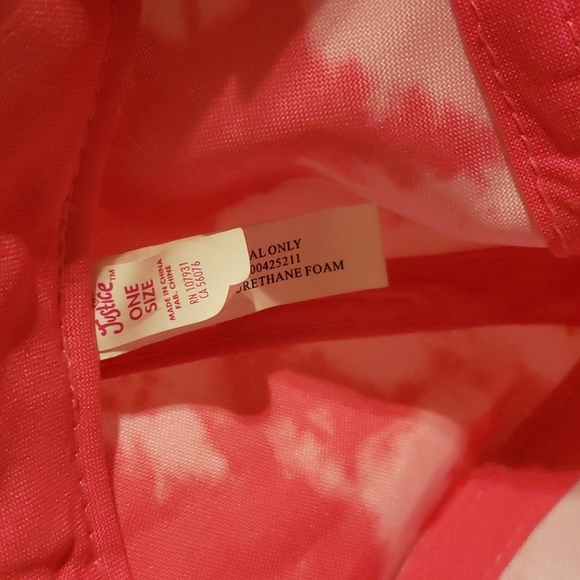 Justice™
ONE
SIZE
MADE IN CHINA
FAB. CHINE
RN 107931
CA 56076
AL ONLY
00425211
URETHANE FOAM